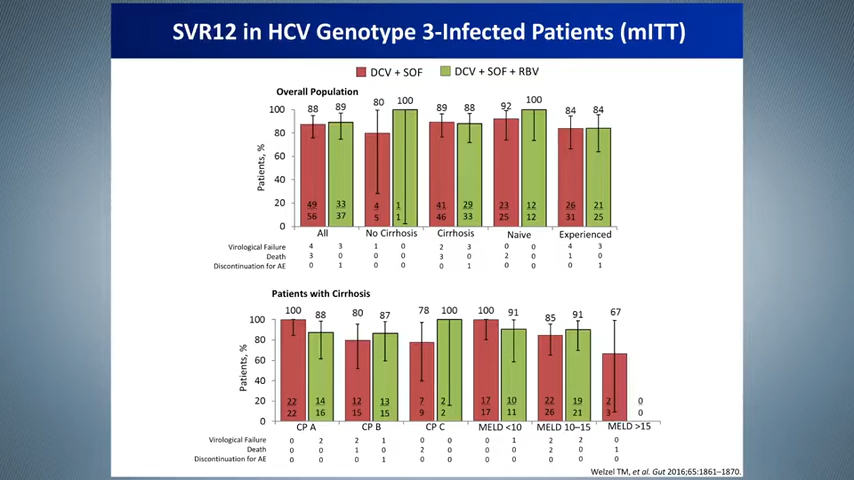 SVR12 in HCV Genotype 3-Infected Patients (mITT)
DCV + SOF DCV + SOF + RBV
Overall Population
Patients, %
100
80
60
40
20
0
88 89 80 100 89 88 92 100 84 84
49 33 4 1 41 29 23 12 26 21
56 37 5 1 46 33 25 12 31 25
All No Cirrhosis Cirrhosis Naive Experienced
Virological Failure 4 3 1 0 2 3 0 0 4 3
Death 3 0 0 0 3 0 2 0 1 0
Discontinuation for AE 0 1 0 0 0 1 0 0 0 1
Patients with Cirrhosis
Patients, %
100
80
60
40
20
0
100 88 80 87 78 100 100 91 85 91 67
22 14 12 13 7 2 17 10 22 19 2 0
22 16 15 15 9 2 17 11 26 21 3 0
CP A CP B CP C MELD <10 MELD 10–15 MELD >15
Virological Failure 0 2 2 1 0 0 0 1 2 2 0
Death 0 0 1 0 2 0 0 0 2 0 1
Discontinuation for AE 0 0 0 1 0 0 0 0 0 0 0
Welzel TM, et al. Gut 2016;65:1861–1870.